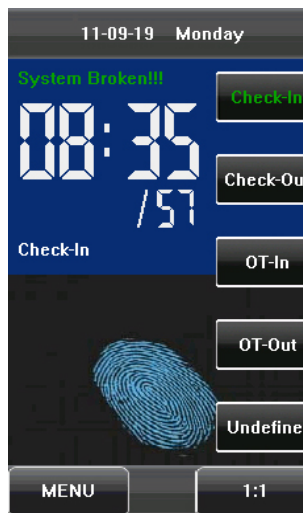 11-09-19 Monday
System Broken!!!
08:35
/57
Check-In
Check-In
Check-Ou
OT-In
OT-Out
Undefine
MENU
1:1